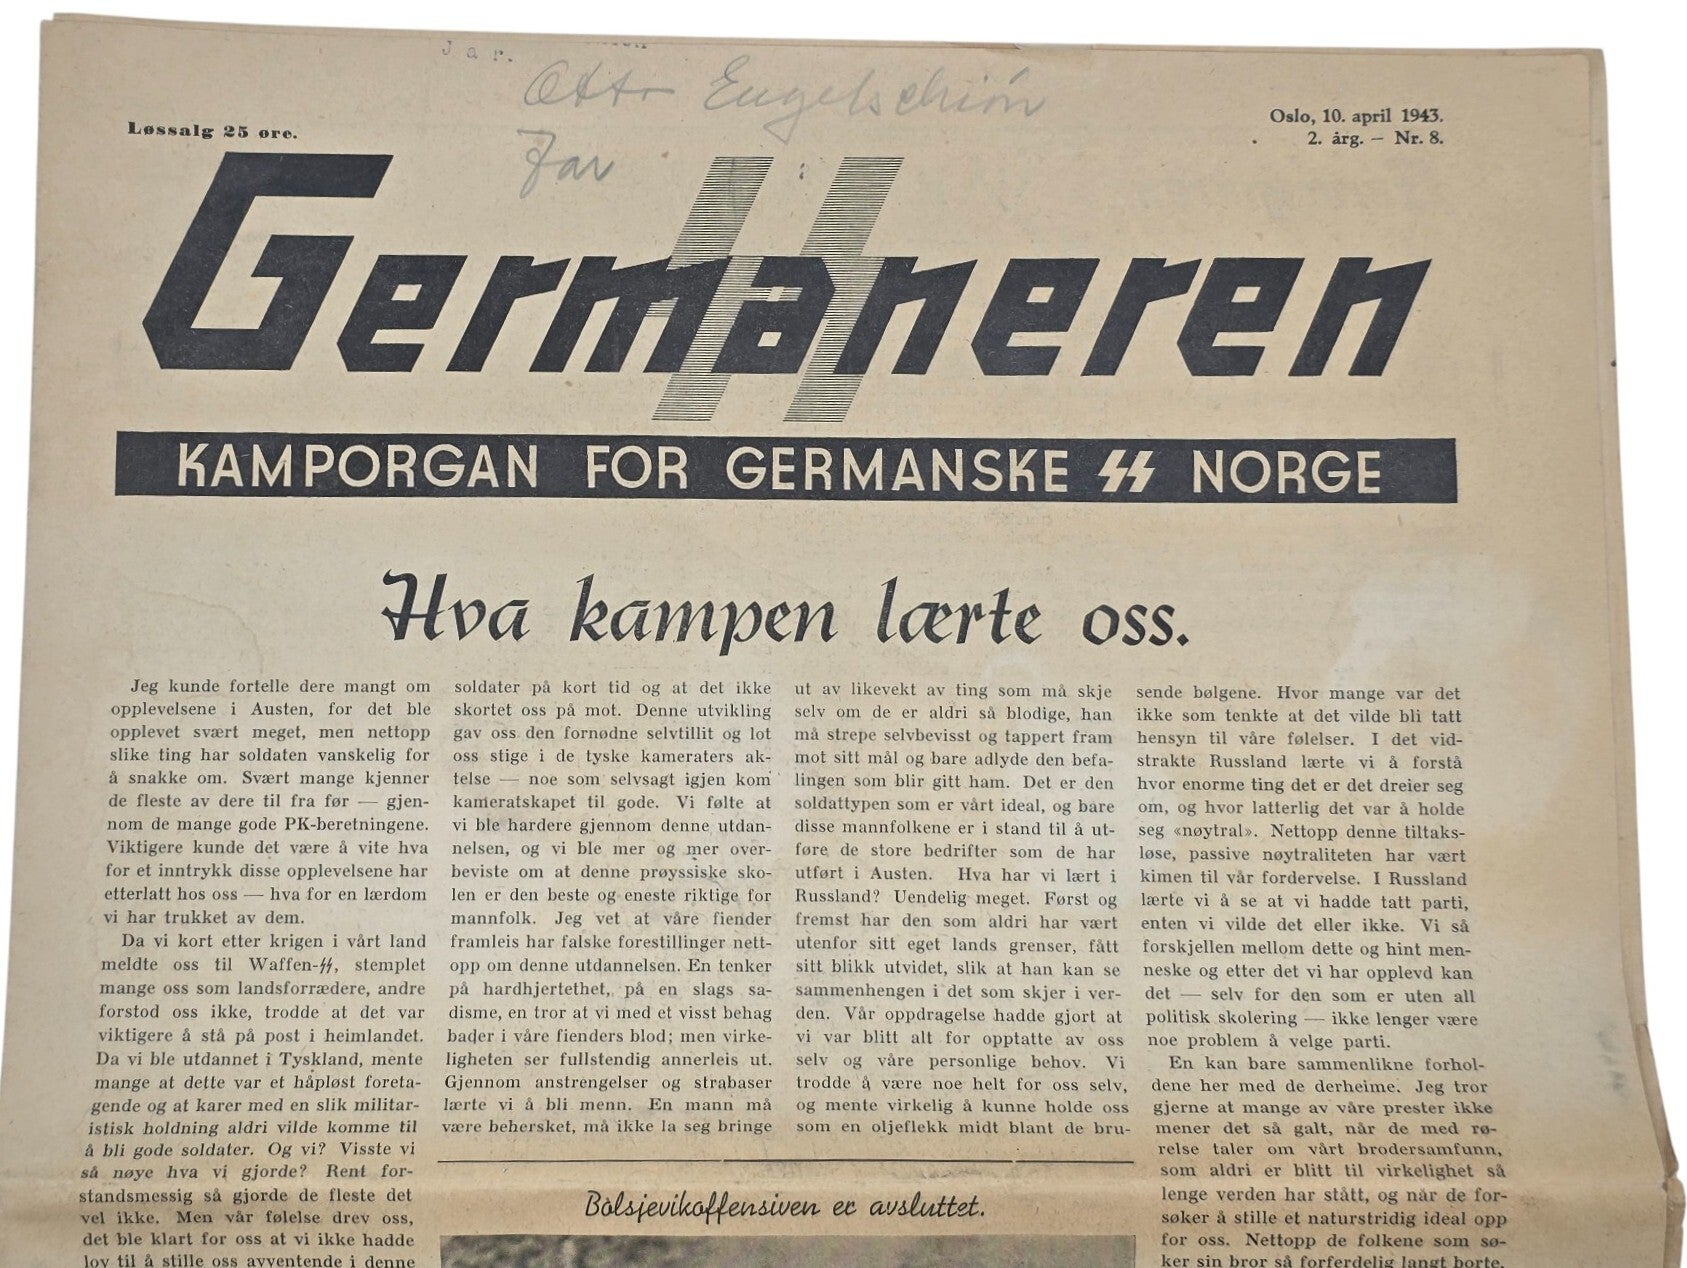 Jar.
Otto Engelschiøn
Jar
Løssalg 25 øre.
Oslo, 10. april 1943.
2. årg. — Nr. 8.
Germaneren
KAMPORGAN FOR GERMANSKE SS NORGE
Hva kampen lærte oss.
Jeg kunde fortelle dere mangt om
opplevelsene i Austen, for det ble
opplevet svært meget, men nettopp
slike ting har soldaten vanskelig for
å snakke om. Svært mange kjenner
de fleste av dere til fra før — gjen-
nom de mange gode PK-beretningene.
Viktigere kunde det være å vite hva
for et inntrykk disse opplevelsene har
etterlatt hos oss — hva for en lærdom
vi har trukket av dem.
Da vi kort etter krigen i vårt land
meldte oss til Waffen-SS, stemplet
mange oss som landsforrædere, andre
forstod oss ikke, trodde at det var
viktigere å stå på post i heimlandet.
Da vi ble utdannet i Tyskland, mente
mange at dette var et håpløst foreta-
gende og at karer med en slik militar-
istisk holdning aldri vilde komme til
å bli gode soldater. Og vi? Visste vi
så nøye hva vi gjorde? Rent for-
standsmessig så gjorde de fleste det
vel ikke. Men vår følelse drev oss,
det ble klart for oss at vi ikke hadde
lov til å stille oss avventende i denne
soldater på kort tid og at det ikke
skortet oss på mot. Denne utvikling
gav oss den fornødne selvtillit og lot
oss stige i de tyske kameraters ak-
telse — noe som selvsagt igjen kom
kameratskapet til gode. Vi følte at
vi ble hardere gjennom denne utdan-
nelsen, og vi ble mer og mer over-
beviste om at denne prøyssiske sko-
len er den beste og eneste riktige for
mannfolk. Jeg vet at våre fiender
framleis har falske forestillinger nett-
opp om denne utdannelsen. En tenker
på hardhjertethet, på en slags sa-
disme, en tror at vi med et visst behag
bader i våre fienders blod; men virke-
ligheten ser fullstendig annerleis ut.
Gjennom anstrengelser og strabaser
lærte vi å bli menn. En mann må
være behersket, må ikke la seg bringe
ut av likevekt av ting som må skje
selv om de er aldri så blodige, han
må strepe selvbevisst og tappert fram
mot sitt mål og bare adlyde den befa-
lingen som blir gitt ham. Det er den
soldattypen som er vårt ideal, og bare
disse mannfolkene er i stand til å ut-
føre de store bedrifter som de har
utført i Austen. Hva har vi lært i
Russland? Uendelig meget. Først og
fremst har den som aldri har vært
utenfor sitt eget lands grenser, fått
sitt blikk utvidet, slik at han kan se
sammenhengen i det som skjer i ver-
den. Vår oppdragelse hadde gjort at
vi var blitt alt for opptatte av oss
selv og våre personlige behov. Vi
trodde å være noe helt for oss selv,
og mente virkelig å kunne holde oss
som en oljeflekk midt blant de bru-
sende bølgene. Hvor mange var det
ikke som tenkte at det vilde bli tatt
hensyn til våre følelser. I det vid-
strakte Russland lærte vi å forstå
hvor enorme ting det er det dreier seg
om, og hvor latterlig det var å holde
seg «nøytral». Nettopp denne tiltaks-
løse, passive nøytraliteten har vært
kimen til vår fordervelse. I Russland
lærte vi å se at vi hadde tatt parti,
enten vi vilde det eller ikke. Vi så
forskjellen mellom dette og hint men-
neske og etter det vi har opplevd kan
det — selv for den som er uten all
politisk skolering — ikke lenger være
noe problem å velge parti.
En kan bare sammenlikne forhol-
dene her med de derheime. Jeg tror
gjerne at mange av våre prester ikke
mener det så galt, når de med rø-
relse taler om vårt brodersamfunn,
som aldri er blitt til virkelighet så
lenge verden har stått, og når de for-
søker å stille et naturstridig ideal opp
for oss. Nettopp de folkene som sø-
ker sin bror så forferdelig langt borte,
Bolsjevikoffensiven er avsluttet.